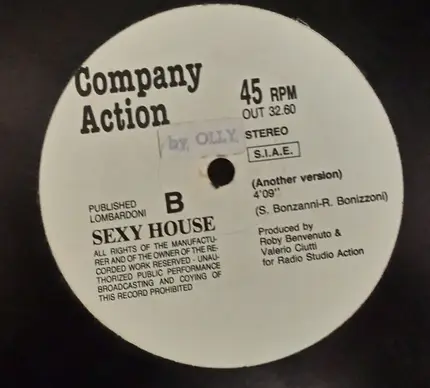 Company
Action
45 RPM
OUT 32.60
by OLLY
STEREO
S.I.A.E.
PUBLISHED
LOMBARDONI
B
SEXY HOUSE
ALL RIGHTS OF THE MANUFACTU-
RER AND OF THE OWNER OF THE RE-
CORDED WORK RESERVED - UNAU-
THORIZED PUBLIC PERFORMANCE
BROADCASTING AND COYING OF
THIS RECORD PROHIBITED
(Another version)
4'09"
(S. Bonzanni-R. Bonizzoni)
Produced by
Roby Benvenuto &
Valerio Ciutti
for Radio Studio Action